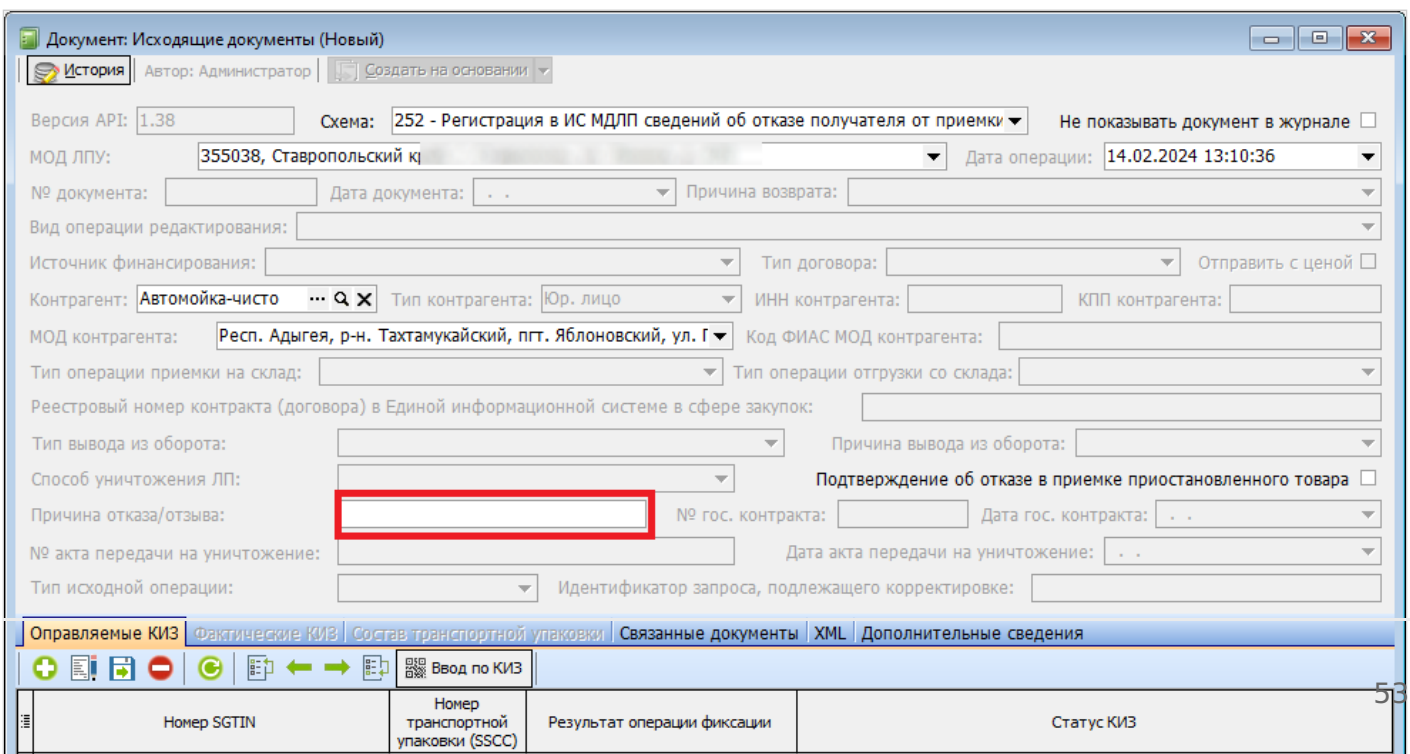 Документ: Исходящие документы (Новый)
История Автор: Администратор Создать на основании
Версия API: 1.38 Схема: 252 - Регистрация в ИС МДЛП сведений об отказе получателя от приемки Не показывать документ в журнале
МОД ЛПУ: 355038, Ставропольский Дата операции: 14.02.2024 13:10:36
№ документа: Дата документа: . . Причина возврата:
Вид операции редактирования:
Источник финансирования: Тип договора: Отправить с ценой
Контрагент: Автомойка-чисто ... Тип контрагента: Юр. лицо ИНН контрагента: КПП контрагента:
МОД контрагента: Респ. Адыгея, р-н. Тахтамукайский, пгт. Яблоновский, ул. Код ФИАС МОД контрагента:
Тип операции приемки на склад: Тип операции отгрузки со склада:
Реестровый номер контракта (договора) в Единой информационной системе в сфере закупок:
Тип вывода из оборота: Причина вывода из оборота:
Способ уничтожения ЛП: Подтверждение об отказе в приемке приостановленного товара
Причина отказа/отзыва: № гос. контракта: Дата гос. контракта: . .
№ акта передачи на уничтожение: Дата акта передачи на уничтожение: . .
Тип исходной операции: Идентификатор запроса, подлежащего корректировке:
Оправляемые КИЗ Фактические КИЗ Состав транспортной упаковки Связанные документы XML Дополнительные сведения
Ввод по КИЗ
53
Номер SGTIN Номер транспортной упаковки (SSCC) Результат операции фиксации Статус КИЗ